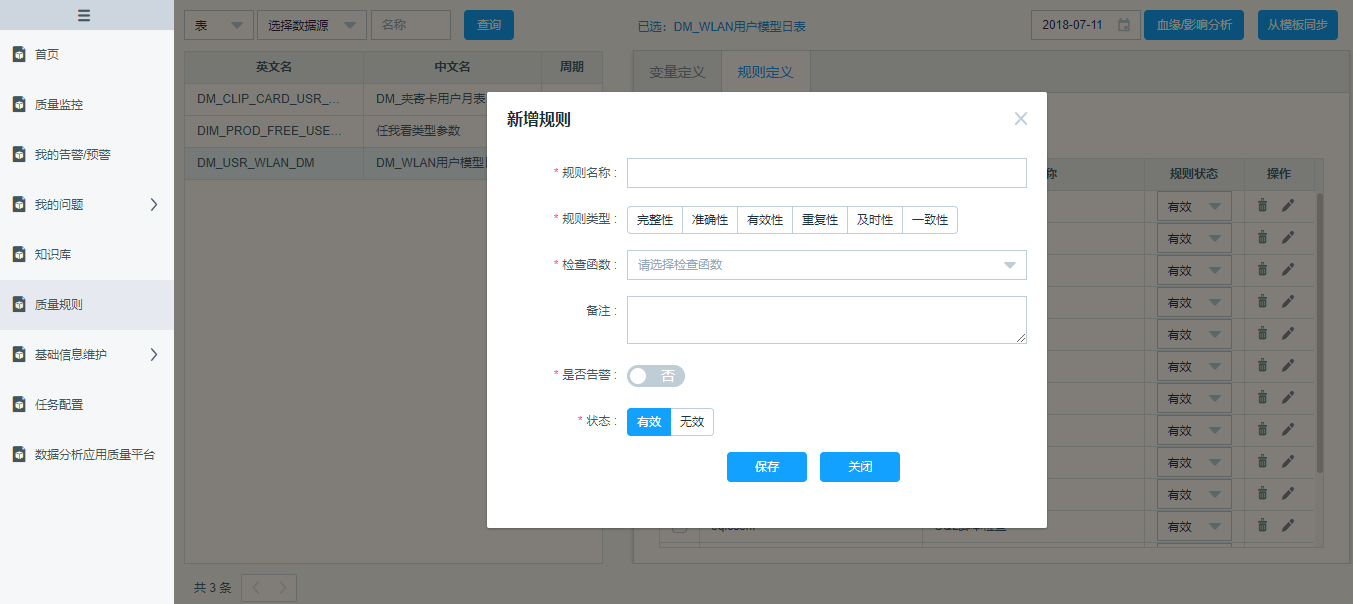 首页
质量监控
我的告警/预警
我的问题
知识库
质量规则
基础信息维护
任务配置
数据分析应用质量平台
表 选择数据源 名称 查询
英文名 中文名 周期
DM_CLIP_CARD_USR_... DM_夹寄卡用户月表
DIM_PROD_FREE_USE... 任我看类型参数
DM_USR_WLAN_DM DM_WLAN用户模型
共 3 条
已选: DM_WLAN用户模型日表
2018-07-11 血缘/影响分析 从模板同步
变量定义 规则定义
称 规则状态 操作
有效
有效
有效
有效
有效
有效
有效
有效
有效
有效
有效
新增规则
* 规则名称 :
* 规则类型 : 完整性 准确性 有效性 重复性 及时性 一致性
* 检查函数 : 请选择检查函数
备注 :
* 是否告警 : 否
* 状态 : 有效 无效
保存 关闭